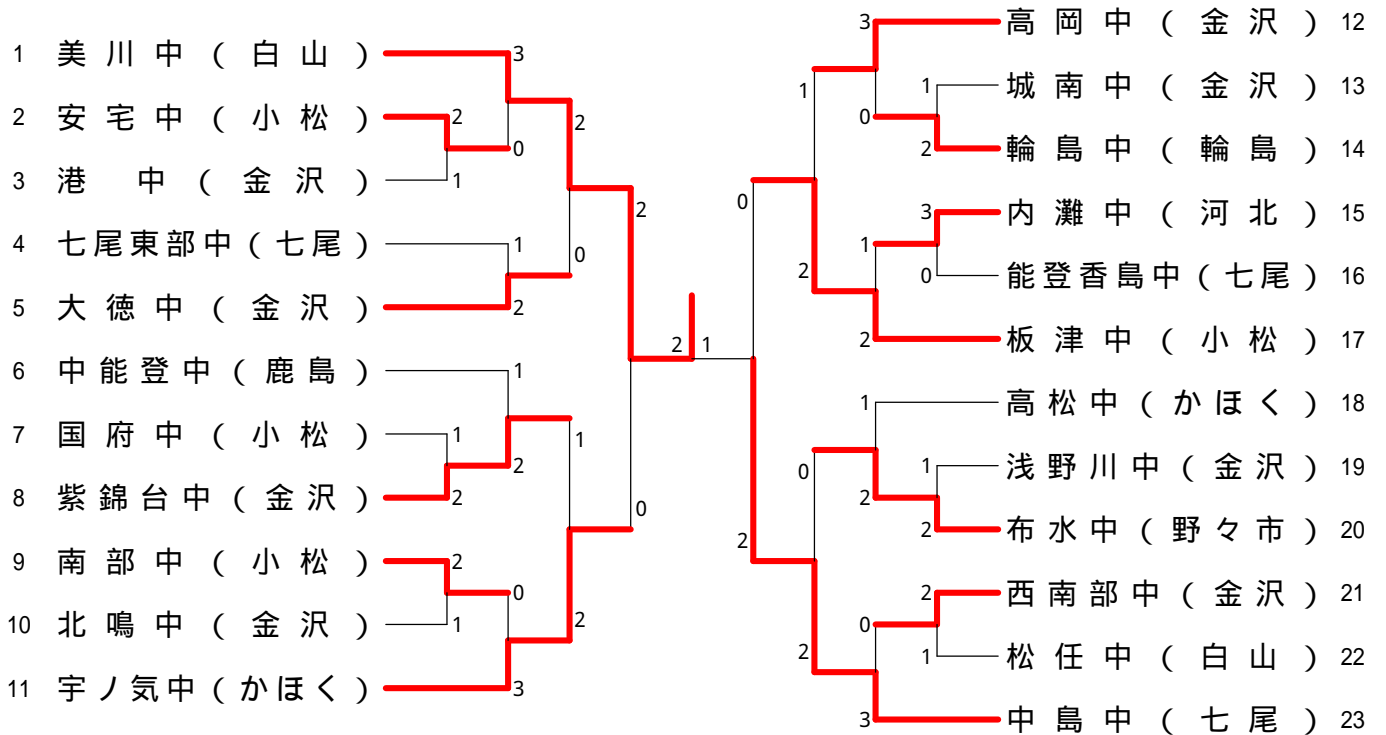 1 美川中(白山)
2 安宅中(小松)
3 港 中(金沢)
4 七尾東部中(七尾)
5 大徳中(金沢)
6 中能登中(鹿島)
7 国府中(小松)
8 紫錦台中(金沢)
9 南部中(小松)
10 北鳴中(金沢)
11 宇ノ気中(かほく)
3
2
1
0
1
2
1
1
2
2
2
1
0
3
2
0
1
2
2
0
2 1
0
2
1
2
0
2
3
0
1
2
1
2
0
3
1
2
3
0
1
2
2
1
高岡中(金沢) 12
城南中(金沢) 13
輪島中(輪島) 14
内灘中(河北) 15
能登香島中(七尾) 16
板津中(小松) 17
高松中(かほく) 18
浅野川中(金沢) 19
布水中(野々市) 20
西南部中(金沢) 21
松任中(白山) 22
中島中(七尾) 23